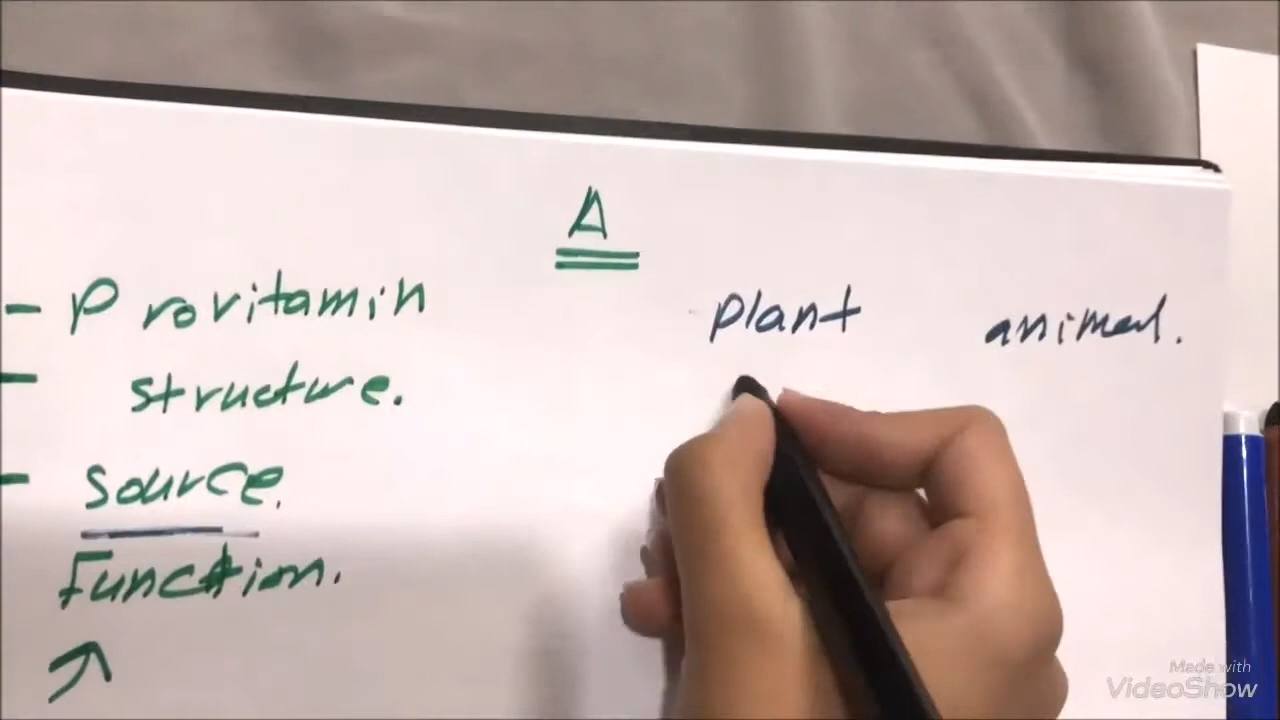 A
- Provitamin
- structure.
- source.
Function.
plant animal.
Made with
VideoShow